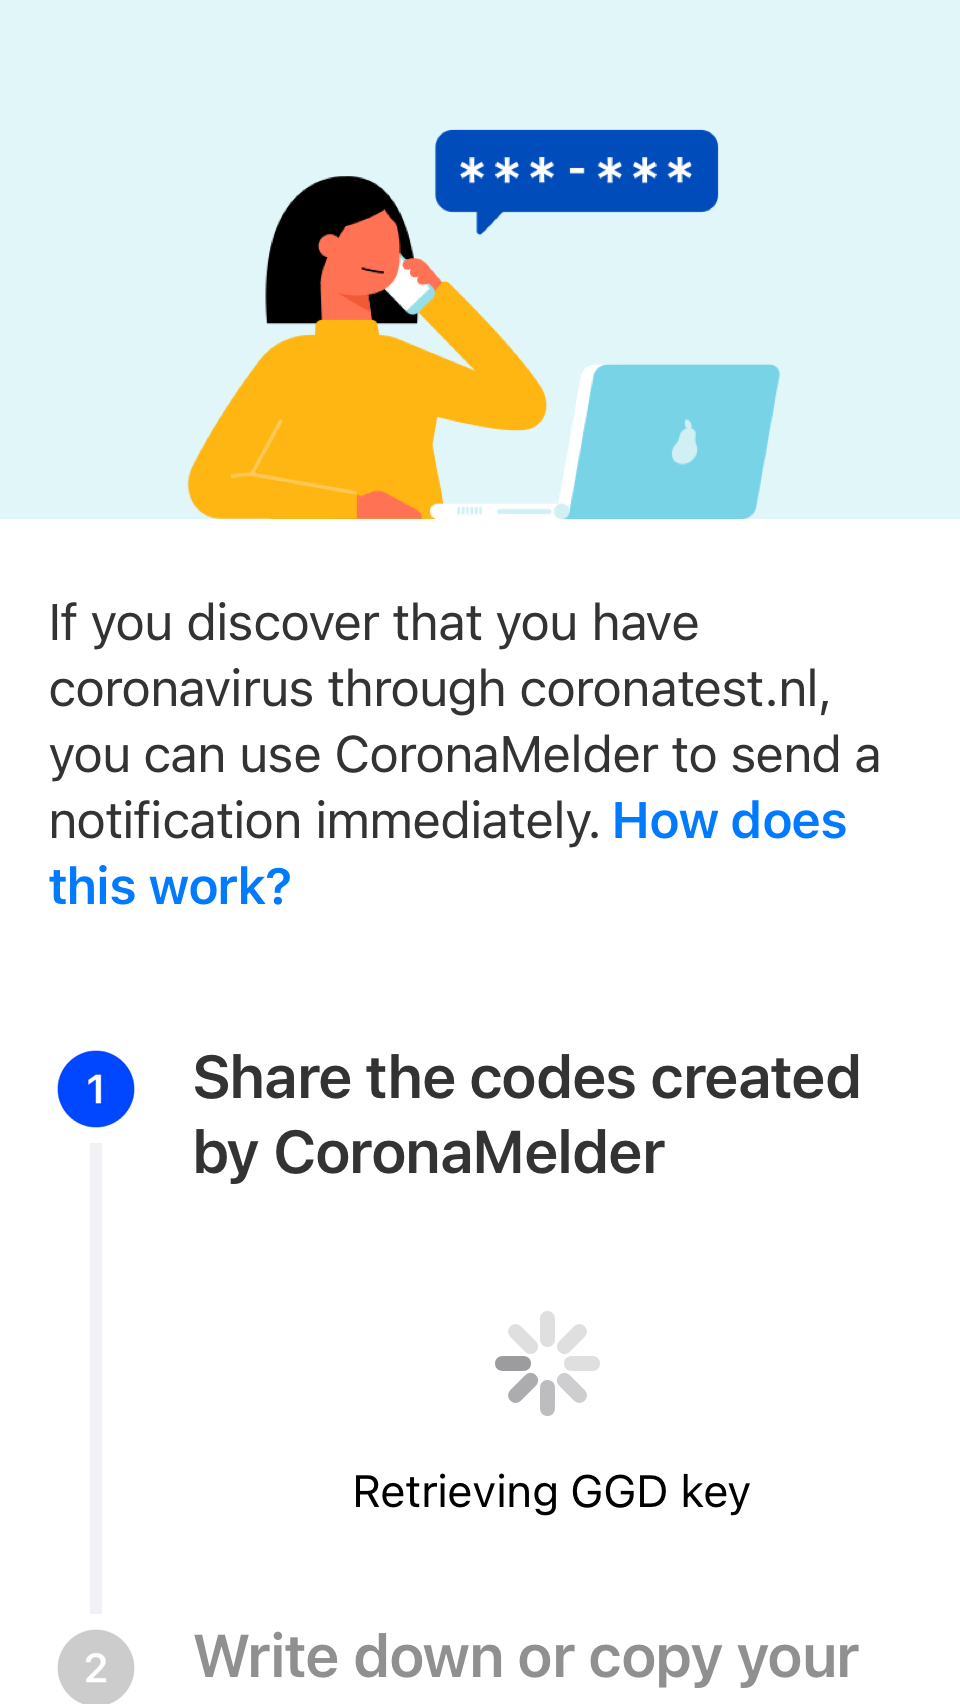 ***-***
If you discover that you have
coronavirus through coronatest.nl,
you can use CoronaMelder to send a
notification immediately. How does
this work?
1
Share the codes created
by CoronaMelder
Retrieving GGD key
2
Write down or copy your